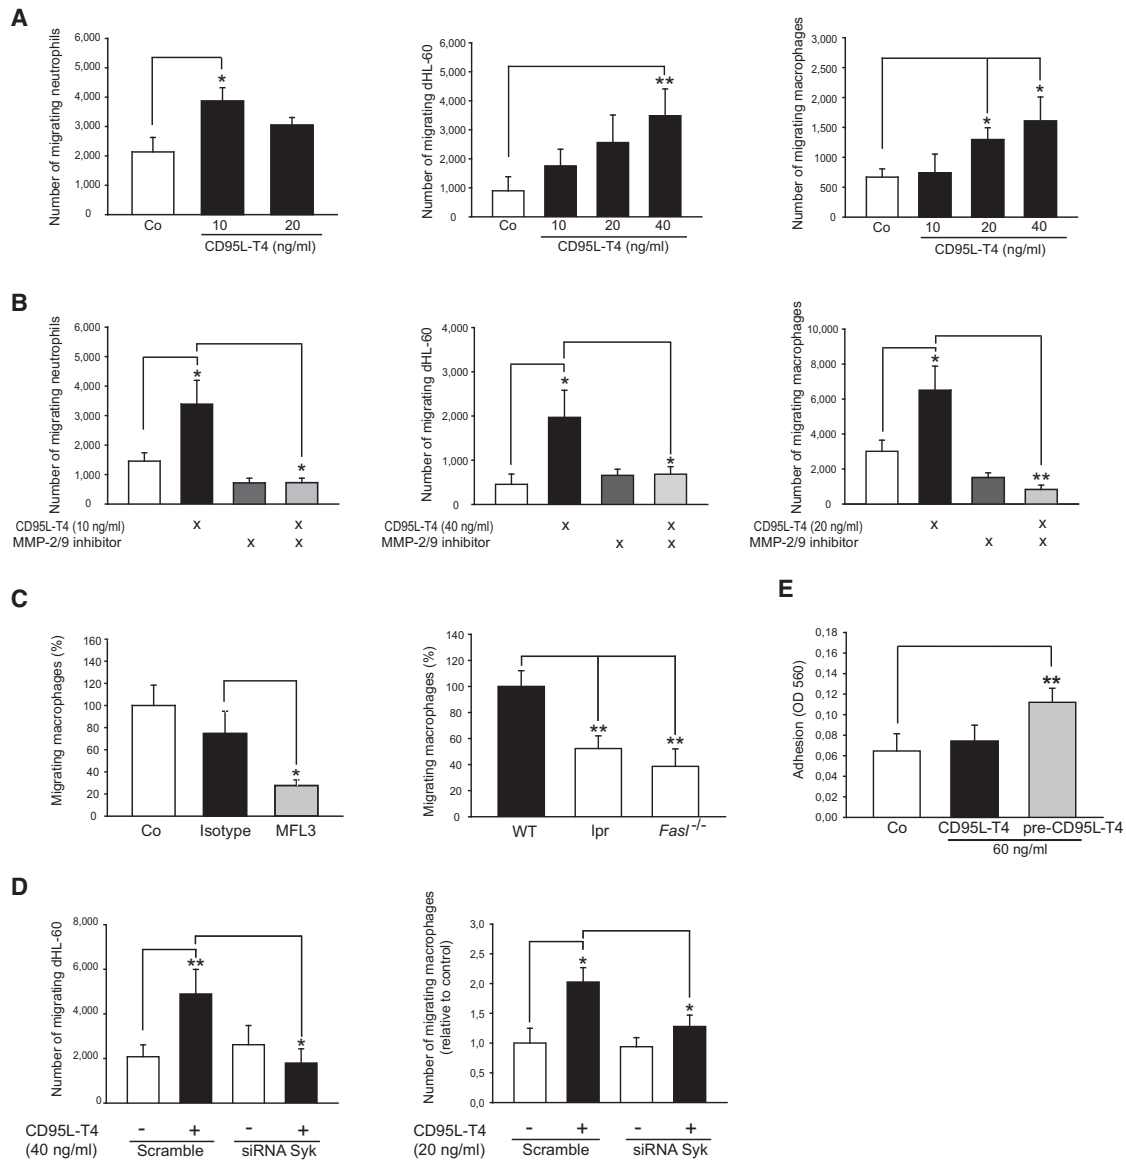 A
Number of migrating neutrophils
6,000
5,000
4,000
3,000
2,000
1,000
0
*
Co 10 20
CD95L-T4 (ng/ml)
Number of migrating dHL-60
6,000
5,000
4,000
3,000
2,000
1,000
0
**
Co 10 20 40
CD95L-T4 (ng/ml)
Number of migrating macrophages
3,000
2,500
2,000
1,500
1000
500
0
* *
Co 10 20 40
CD95L-T4 (ng/ml)
B
Number of migrating neutrophils
6,000
5,000
4,000
3,000
2,000
1,000
0
* *
CD95L-T4 (10 ng/ml) x x
MMP-2/9 inhibitor x x
Number of migrating dHL-60
4,000
3,000
2,000
1,000
0
* *
CD95L-T4 (40 ng/ml) x x
MMP-2/9 inhibitor x x
Number of migrating macrophages
10,000
8,000
6,000
4,000
2,000
0
* **
CD95L-T4 (20 ng/ml) x x
MMP-2/9 inhibitor x x
C
Migrating macrophages (%)
160
140
120
100
80
60
40
20
0
*
Co Isotype MFL3
Migrating macrophages (%)
140
120
100
80
60
40
20
0
** **
WT lpr Fasl-/-
E
Adhesion (OD 560)
0,18
0,16
0,14
0,12
0,10
0,08
0,06
0,04
0,02
0,00
**
Co CD95L-T4 pre-CD95L-T4
60 ng/ml
D
Number of migrating dHL-60
8,000
6,000
4,000
2,000
0
** *
CD95L-T4 - + - +
(40 ng/ml) Scramble siRNA Syk
Number of migrating macrophages
(relative to control)
3,0
2,5
2,0
1,5
1,0
0,5
0,0
* *
CD95L-T4 - + - +
(20 ng/ml) Scramble siRNA Syk